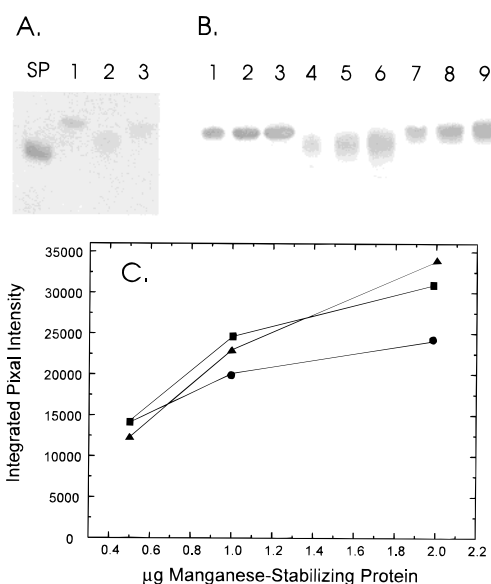 A.
B.
SP 1 2 3
1 2 3 4 5 6 7 8 9
C.
35000
30000
25000
20000
15000
10000
5000
0
Integrated Pixal Intensity
0.4 0.6 0.8 1.0 1.2 1.4 1.6 1.8 2.0 2.2
µg Manganese-Stabilizing Protein